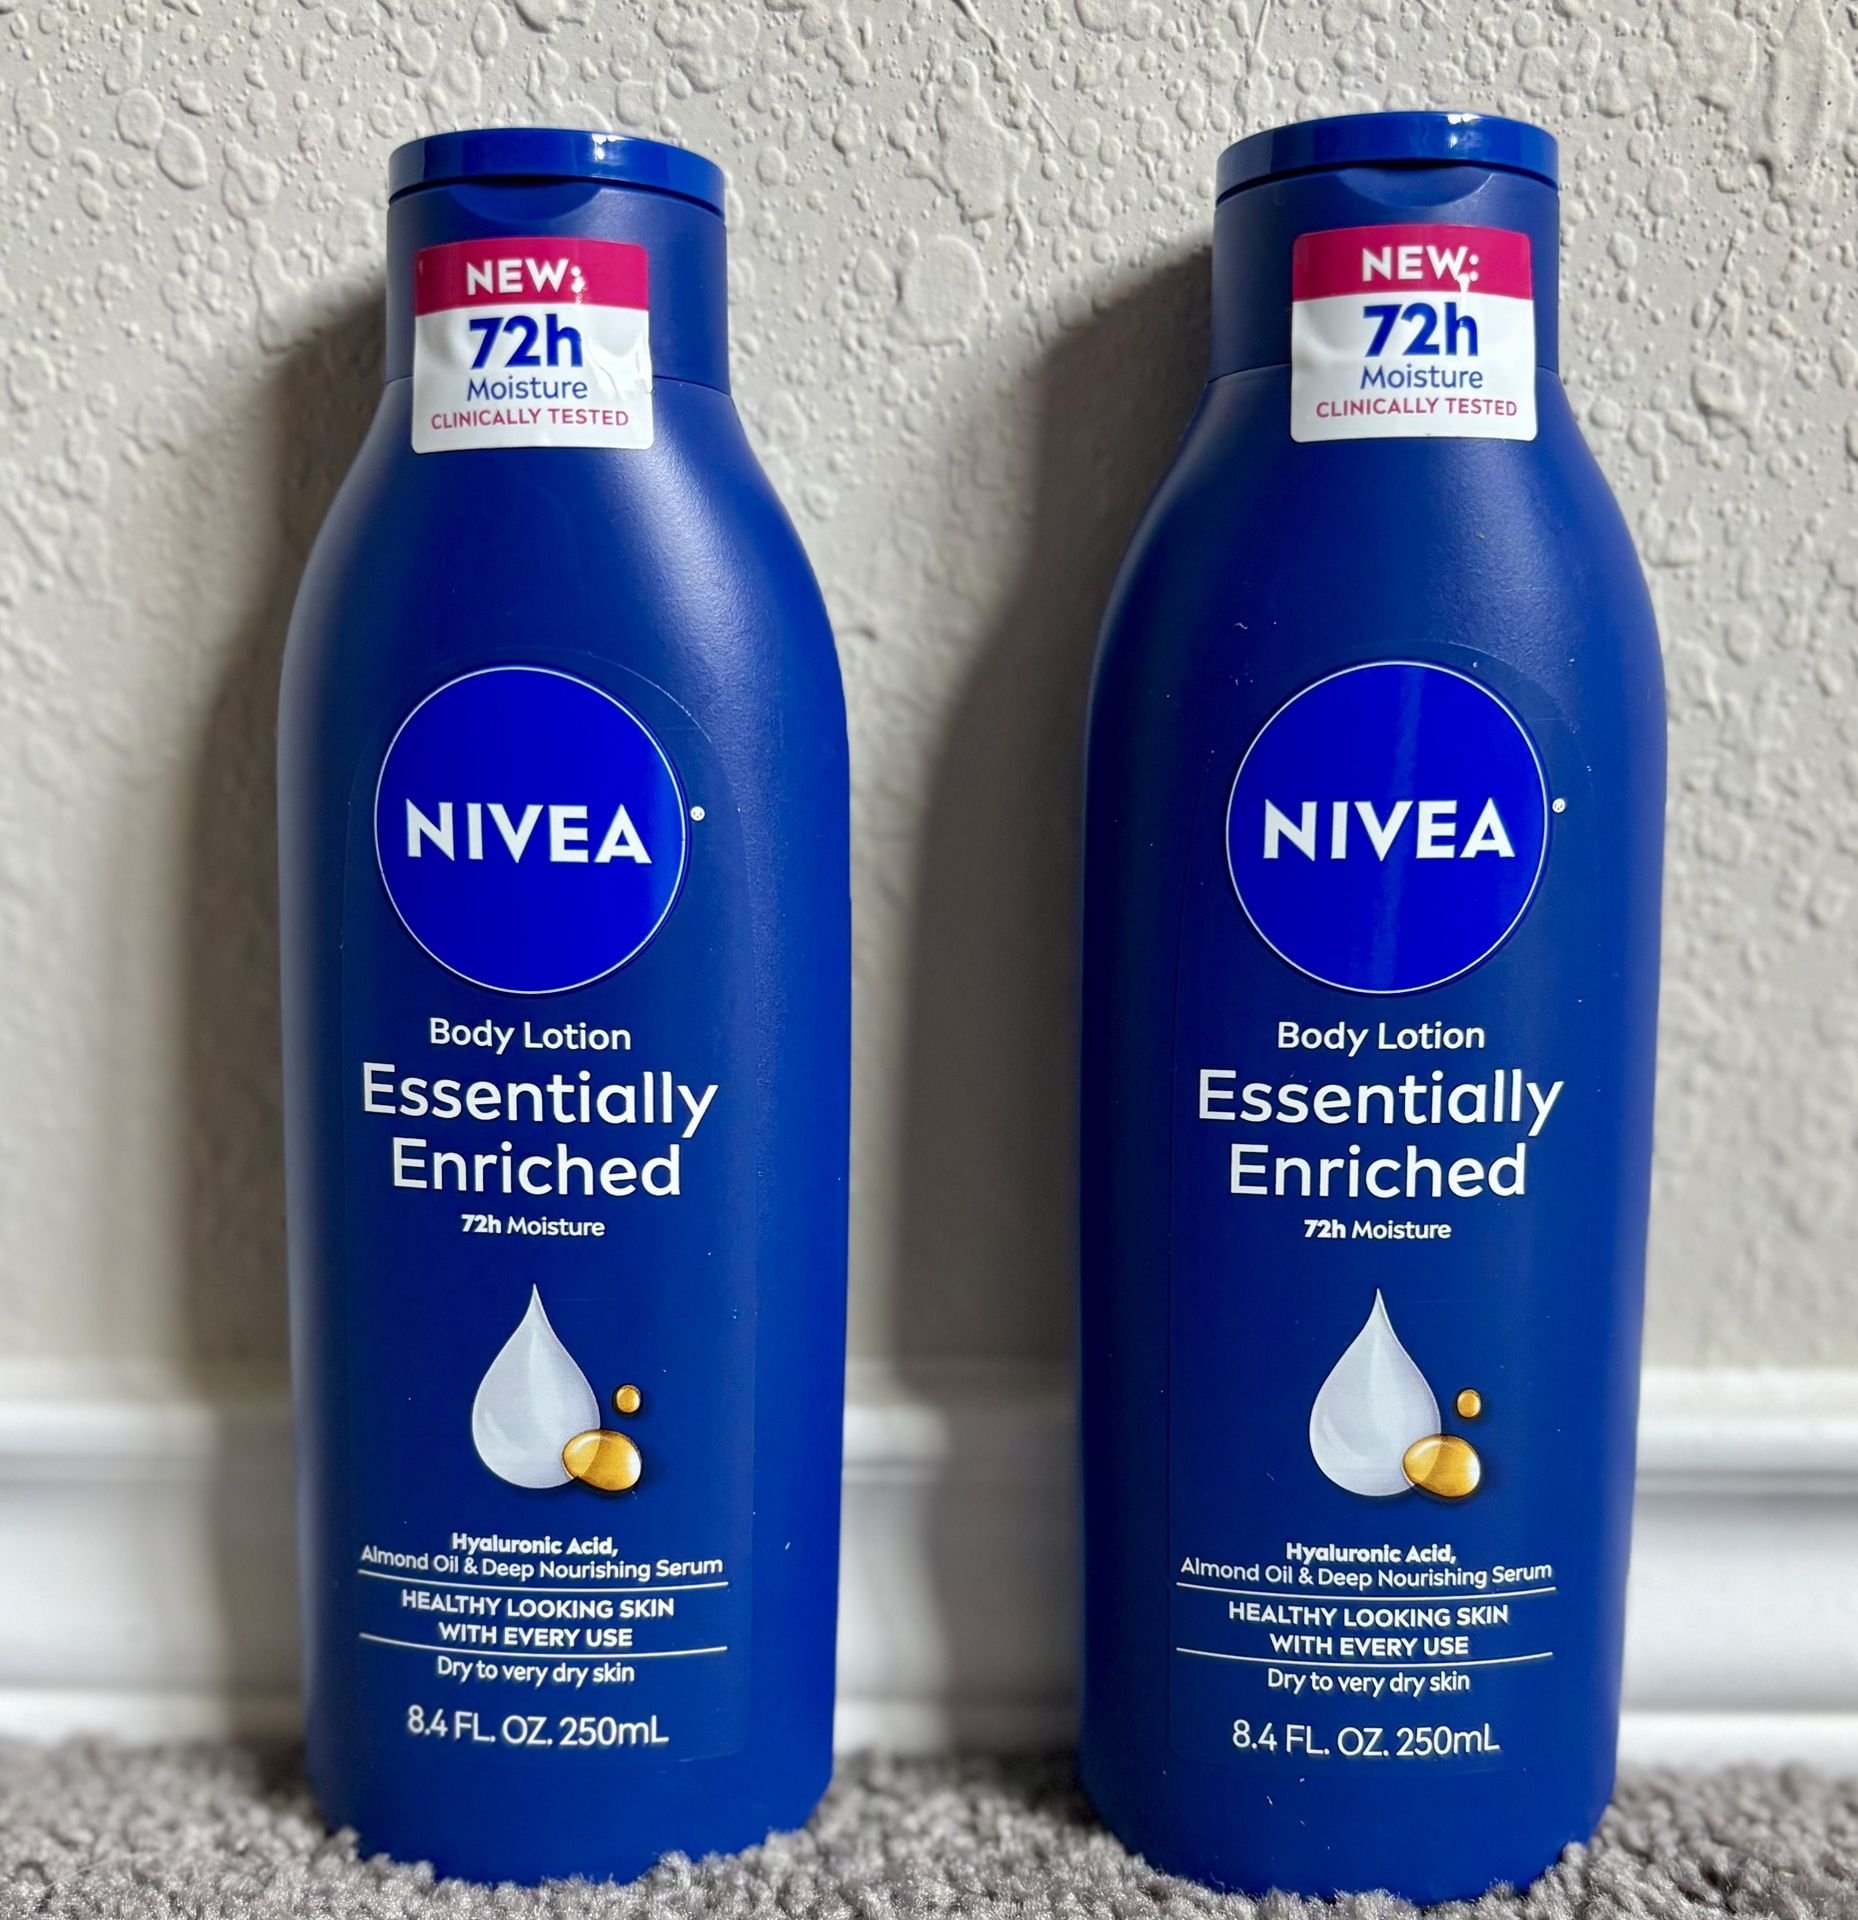 NEW:
72h
Moisture
CLINICALLY TESTED
NIVEA®
Body Lotion
Essentially
Enriched
72h Moisture
Hyaluronic Acid,
Almond Oil & Deep Nourishing Serum
HEALTHY LOOKING SKIN
WITH EVERY USE
Dry to very dry skin
8.4 FL. OZ. 250mL
NEW:
72h
Moisture
CLINICALLY TESTED
NIVEA®
Body Lotion
Essentially
Enriched
72h Moisture
Hyaluronic Acid,
Almond Oil & Deep Nourishing Serum
HEALTHY LOOKING SKIN
WITH EVERY USE
Dry to very dry skin
8.4 FL. OZ. 250mL